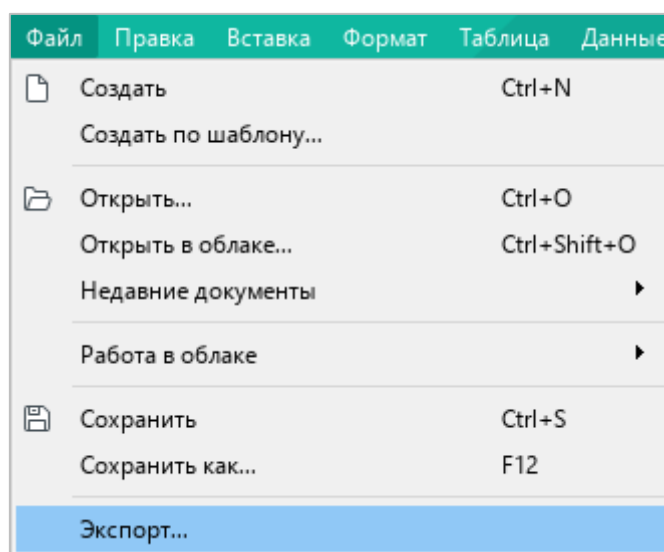 Файл Правка Вставка Формат Таблица Данные
Создать Ctrl+N
Создать по шаблону...
Открыть... Ctrl+O
Открыть в облаке... Ctrl+Shift+O
Недавние документы
Работа в облаке
Сохранить Ctrl+S
Сохранить как... F12
Экспорт...